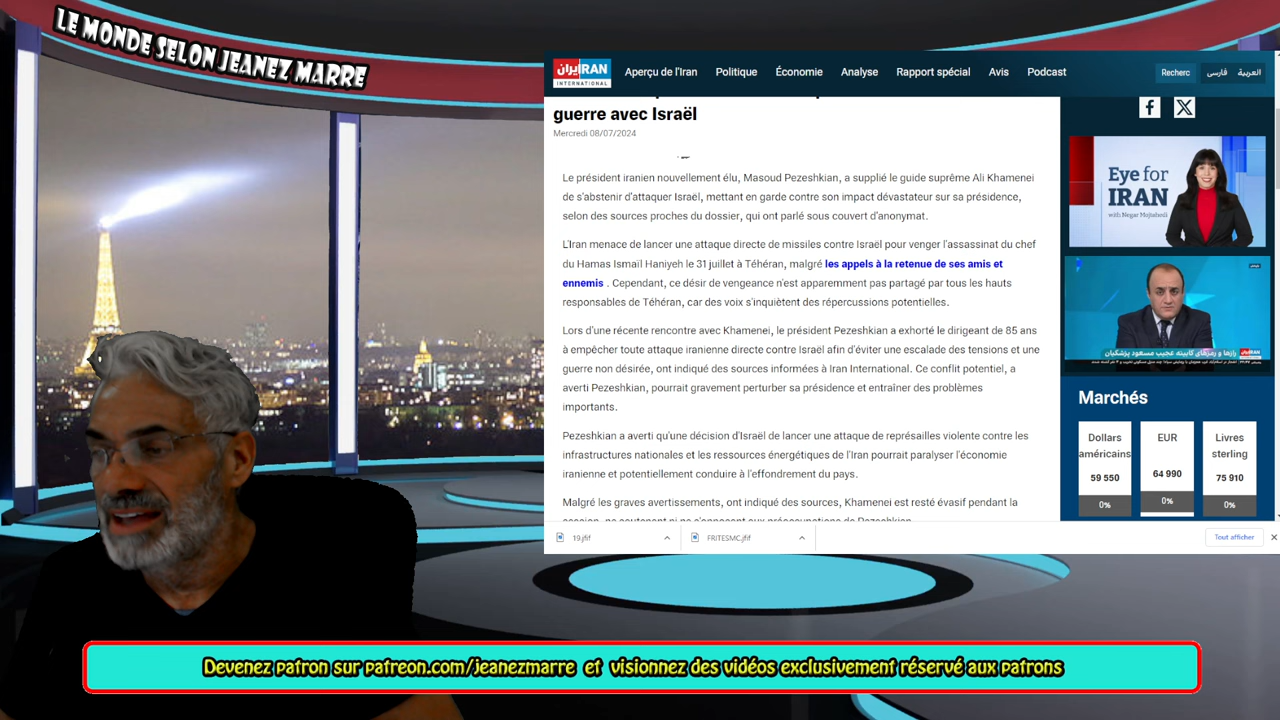 LE MONDE SELON JEANEZ MARRE
ایران IRAN
INTERNATIONAL
Aperçu de l'Iran
Politique
Économie
Analyse
Rapport spécial
Avis
Podcast
Recherc
فارسی
العربية
guerre avec Israël
Mercredi 08/07/2024
Le président iranien nouvellement élu, Masoud Pezeshkian, a supplié le guide suprême Ali Khamenei
de s'abstenir d'attaquer Israël, mettant en garde contre son impact dévastateur sur sa présidence,
selon des sources proches du dossier, qui ont parlé sous couvert d'anonymat.
L'Iran menace de lancer une attaque directe de missiles contre Israël pour venger l'assassinat du chef
du Hamas Ismaïl Haniyeh le 31 juillet à Téhéran, malgré les appels à la retenue de ses amis et
ennemis . Cependant, ce désir de vengeance n'est apparemment pas partagé par tous les hauts
responsables de Téhéran, car des voix s'inquiètent des répercussions potentielles.
Lors d'une récente rencontre avec Khamenei, le président Pezeshkian a exhorté le dirigeant de 85 ans
à empêcher toute attaque iranienne directe contre Israël afin d'éviter une escalade des tensions et une
guerre non désirée, ont indiqué des sources informées à Iran International. Ce conflit potentiel, a
averti Pezeshkian, pourrait gravement perturber sa présidence et entraîner des problèmes
importants.
Pezeshkian a averti qu'une décision d'Israël de lancer une attaque de représailles violente contre les
infrastructures nationales et les ressources énergétiques de l'Iran pourrait paralyser l'économie
iranienne et potentiellement conduire à l'effondrement du pays.
Malgré les graves avertissements, ont indiqué des sources, Khamenei est resté évasif pendant la
Eye for
IRAN
with Negar Mojtahedi
رازها و رمزهای کابینه عجیب مسعود پزشکیان
Marchés
Dollars
américains
59 550
0%
EUR
64 990
0%
Livres
sterling
75 910
0%
19.jfif
FRITESMC.jfif
Tout afficher
Devenez patron sur patreon.com/jeanezmarre et visionnez des vidéos exclusivement réservé aux patrons